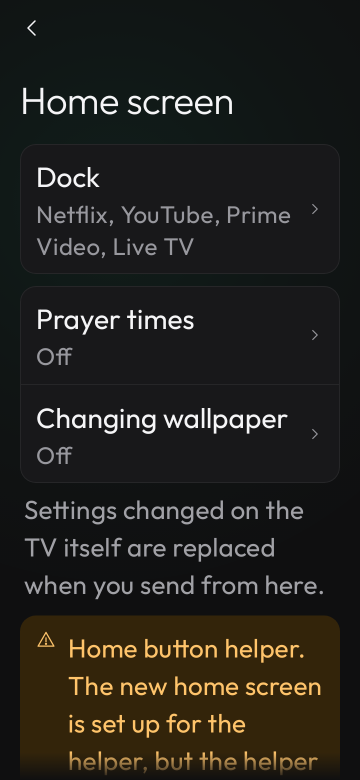 Home screen
Dock
Netflix, YouTube, Prime
Video, Live TV
Prayer times
Off
Changing wallpaper
Off
Settings changed on the
TV itself are replaced
when you send from here.
Home button helper.
The new home screen
is set up for the
helper, but the helper